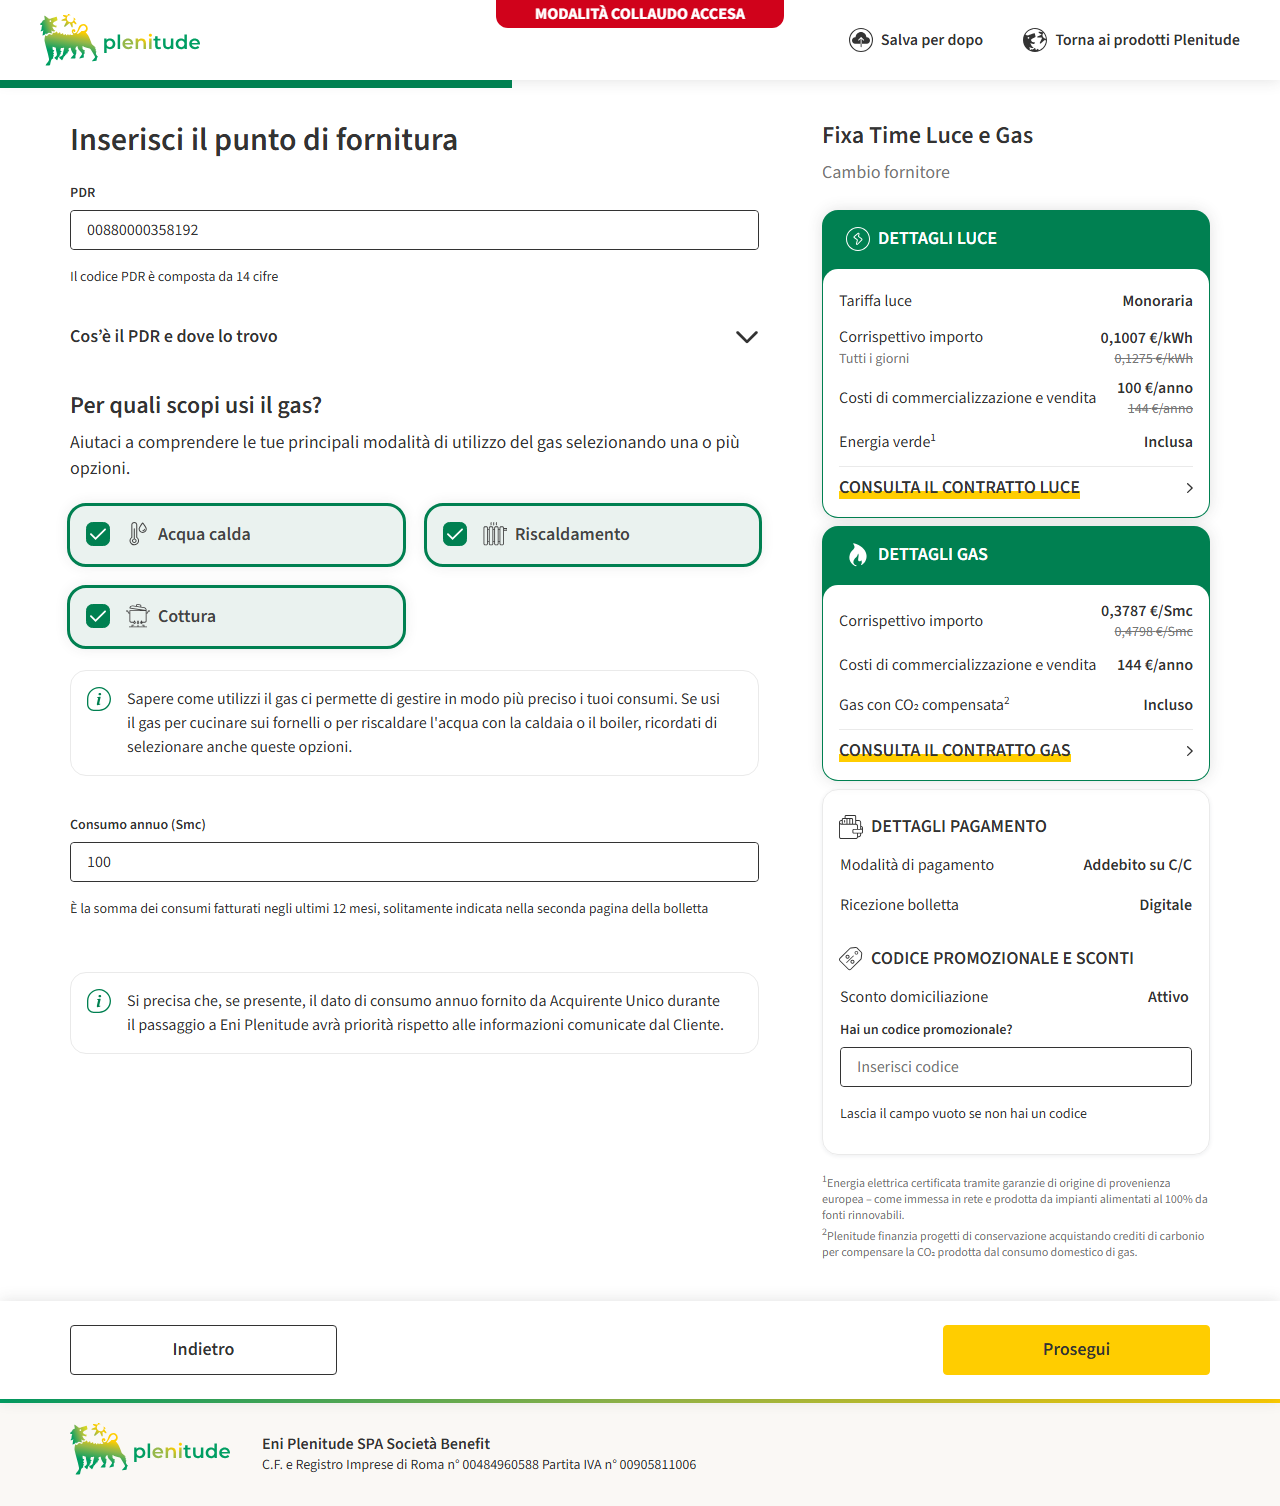 MODALITÀ COLLAUDO ACCESA
plenitude
Salva per dopo
Torna ai prodotti Plenitude
Inserisci il punto di fornitura
PDR
00880000358192
Il codice PDR è composta da 14 cifre
Cos’è il PDR e dove lo trovo
Per quali scopi usi il gas?
Aiutaci a comprendere le tue principali modalità di utilizzo del gas selezionando una o più
opzioni.
Acqua calda
Riscaldamento
Cottura
Sapere come utilizzi il gas ci permette di gestire in modo più preciso i tuoi consumi. Se usi
il gas per cucinare sui fornelli o per riscaldare l'acqua con la caldaia o il boiler, ricordati di
selezionare anche queste opzioni.
Consumo annuo (Smc)
100
È la somma dei consumi fatturati negli ultimi 12 mesi, solitamente indicata nella seconda pagina della bolletta
Si precisa che, se presente, il dato di consumo annuo fornito da Acquirente Unico durante
il passaggio a Eni Plenitude avrà priorità rispetto alle informazioni comunicate dal Cliente.
Fixa Time Luce e Gas
Cambio fornitore
DETTAGLI LUCE
Tariffa luce Monoraria
Corrispettivo importo 0,1007 €/kWh
Tutti i giorni 0,1275 €/kWh
Costi di commercializzazione e vendita 100 €/anno
144 €/anno
Energia verde¹ Inclusa
CONSULTA IL CONTRATTO LUCE
DETTAGLI GAS
Corrispettivo importo 0,3787 €/Smc
0,4798 €/Smc
Costi di commercializzazione e vendita 144 €/anno
Gas con CO₂ compensata² Incluso
CONSULTA IL CONTRATTO GAS
DETTAGLI PAGAMENTO
Modalità di pagamento Addebito su C/C
Ricezione bolletta Digitale
CODICE PROMOZIONALE E SCONTI
Sconto domiciliazione Attivo
Hai un codice promozionale?
Inserisci codice
Lascia il campo vuoto se non hai un codice
¹Energia elettrica certificata tramite garanzie di origine di provenienza
europea – come immessa in rete e prodotta da impianti alimentati al 100% da
fonti rinnovabili.
²Plenitude finanzia progetti di conservazione acquistando crediti di carbonio
per compensare la CO₂ prodotta dal consumo domestico di gas.
Indietro
Prosegui
plenitude
Eni Plenitude SPA Società Benefit
C.F. e Registro Imprese di Roma n° 00484960588 Partita IVA n° 00905811006